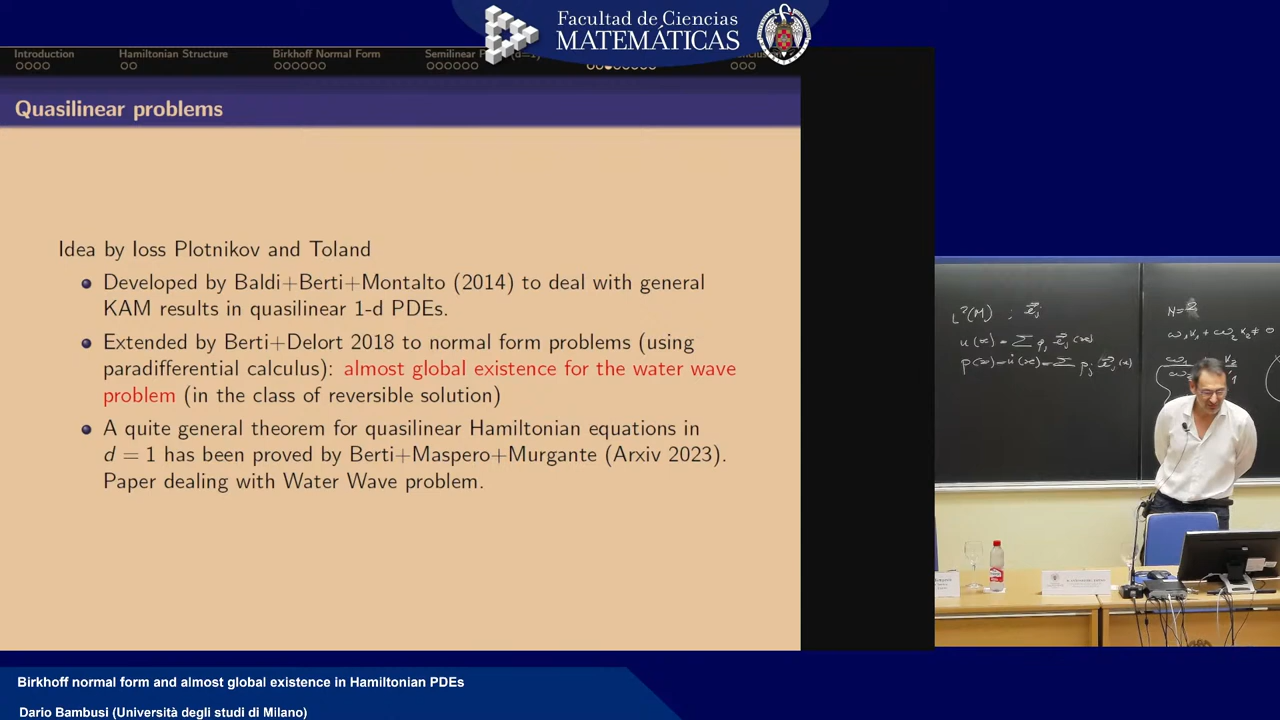 Facultad de Ciencias
MATEMÁTICAS
Introduction
Hamiltonian Structure
Birkhoff Normal Form
Quasilinear problems
Idea by Ioss Plotnikov and Toland
Developed by Baldi+Berti+Montalto (2014) to deal with general
KAM results in quasilinear 1-d PDEs.
Extended by Berti+Delort 2018 to normal form problems (using
paradifferential calculus): almost global existence for the water wave
problem (in the class of reversible solution)
A quite general theorem for quasilinear Hamiltonian equations in
d = 1 has been proved by Berti+Maspero+Murgante (Arxiv 2023).
Paper dealing with Water Wave problem.
L²(M) ; e⃗j
u(x) = Σ qj e⃗j(x)
p(x) = u̇(x) = Σ pj e⃗j(x)
N=2
Birkhoff normal form and almost global existence in Hamiltonian PDEs
Dario Bambusi (Università degli studi di Milano)